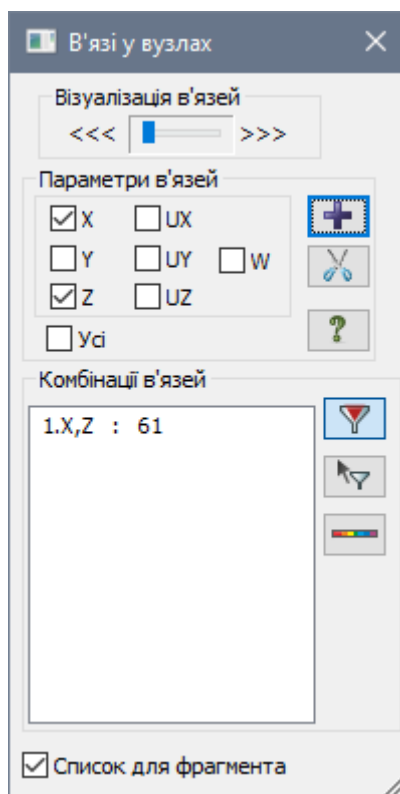 В'язі у вузлах
Візуалізація в'язей
<<< >>>
Параметри в'язей
X UX
Y UY W
Z UZ
Усі
Комбінації в'язей
1.X,Z : 61
Список для фрагмента